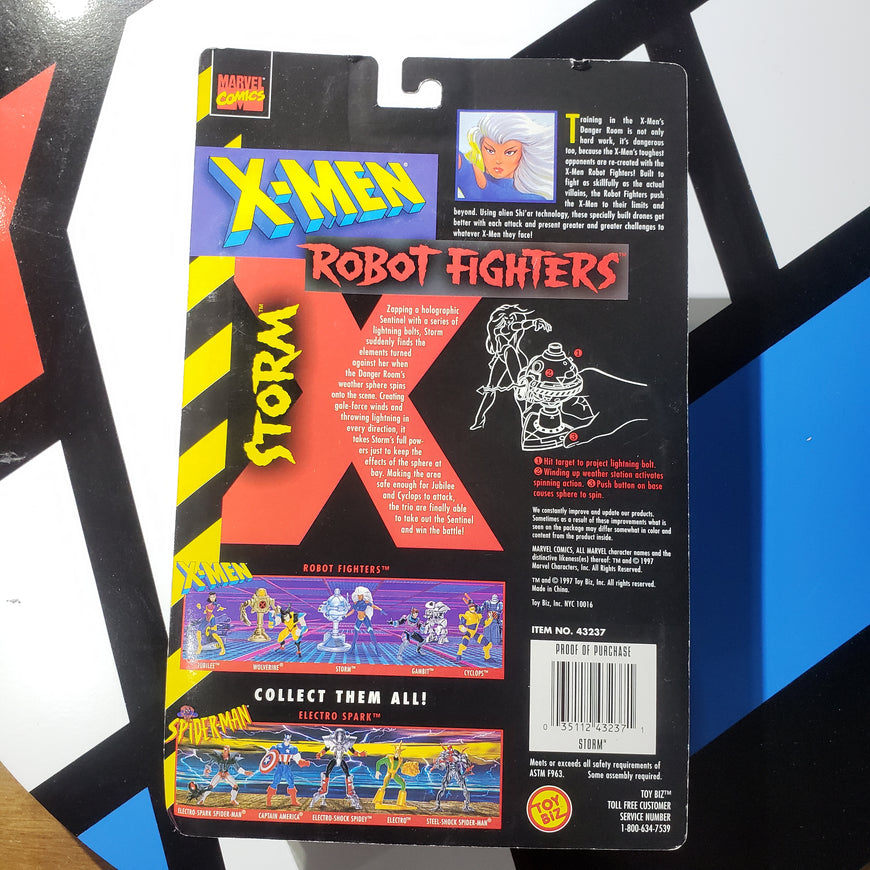 MARVEL
COMICS
X-MEN®
ROBOT FIGHTERS™
STORM™
Training in the X-Men's
Danger Room is not only
hard work, it's dangerous
too, because the X-Men's toughest
opponents are re-created with the
X-Men Robot Fighters! Built to
fight as skillfully as the actual
villains, the Robot Fighters push
the X-Men to their limits and
beyond. Using alien Shi'ar technology, these specially built drones get
better with each attack and present greater and greater challenges to
whatever X-Men they face!
Zapping a holographic
Sentinel with a series of
lightning bolts, Storm
suddenly finds the
elements turned
against her when
the Danger Room's
weather sphere spins
onto the scene. Creating
gale-force winds and
throwing lightning in
every direction, it
takes Storm's full pow-
ers just to keep the
effects of the sphere at
bay. Making the area
safe enough for Jubilee
and Cyclops to attack,
the trio are finally able
to take out the Sentinel
and win the battle!
1
2
3
1 Hit target to project lightning bolt.
2 Winding up weather station activates
spinning action. 3 Push button on base
causes sphere to spin.
We constantly improve and update our products.
Sometimes as a result of these improvements what is
seen on the package may differ somewhat in color and
content from the product inside.
MARVEL COMICS, ALL MARVEL character names and the
distinctive likeness(es) thereof: TM and © 1997
Marvel Characters, Inc. All Rights Reserved.
TM and © 1997 Toy Biz, Inc. All rights reserved.
Made in China.
Toy Biz, Inc. NYC 10016
ITEM NO. 43237
PROOF OF PURCHASE
0 35112 43237 1
STORM™
Meets or exceeds all safety requirements of
ASTM F963. Some assembly required.
TOY BIZ
TOY BIZ™
TOLL FREE CUSTOMER
SERVICE NUMBER
1-800-634-7539
X-MEN
ROBOT FIGHTERS™
JUBILEE™ WOLVERINE® STORM™ GAMBIT™ CYCLOPS™
COLLECT THEM ALL!
SPIDER-MAN
ELECTRO SPARK™
ELECTRO-SPARK SPIDER-MAN® CAPTAIN AMERICA® ELECTRO-SHOCK SPIDEY™ ELECTRO™ STEEL-SHOCK SPIDER-MAN®